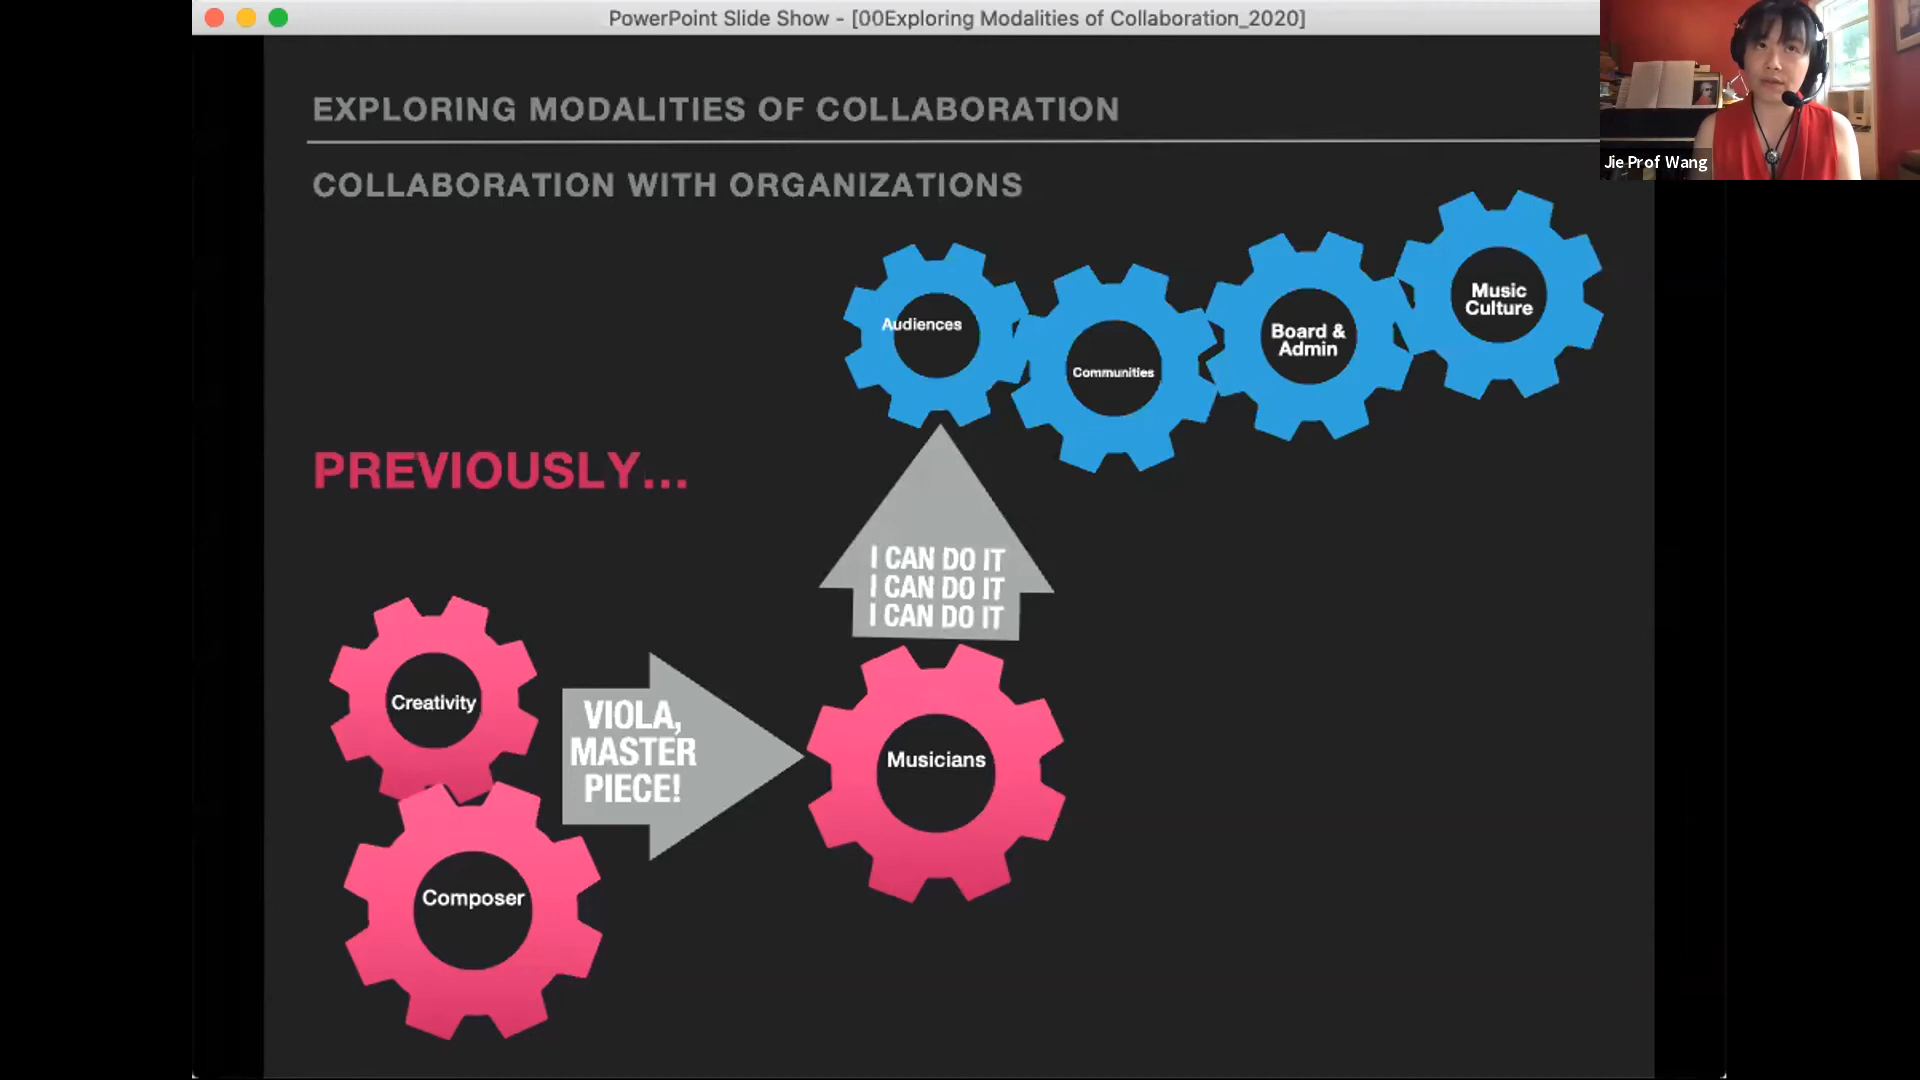 PowerPoint Slide Show - [00Exploring Modalities of Collaboration_2020]
Jie Prof Wang
EXPLORING MODALITIES OF COLLABORATION
COLLABORATION WITH ORGANIZATIONS
Audiences
Communities
Board &
Admin
Music
Culture
PREVIOUSLY...
I CAN DO IT
I CAN DO IT
I CAN DO IT
Creativity
VIOLA,
MASTER
PIECE!
Musicians
Composer